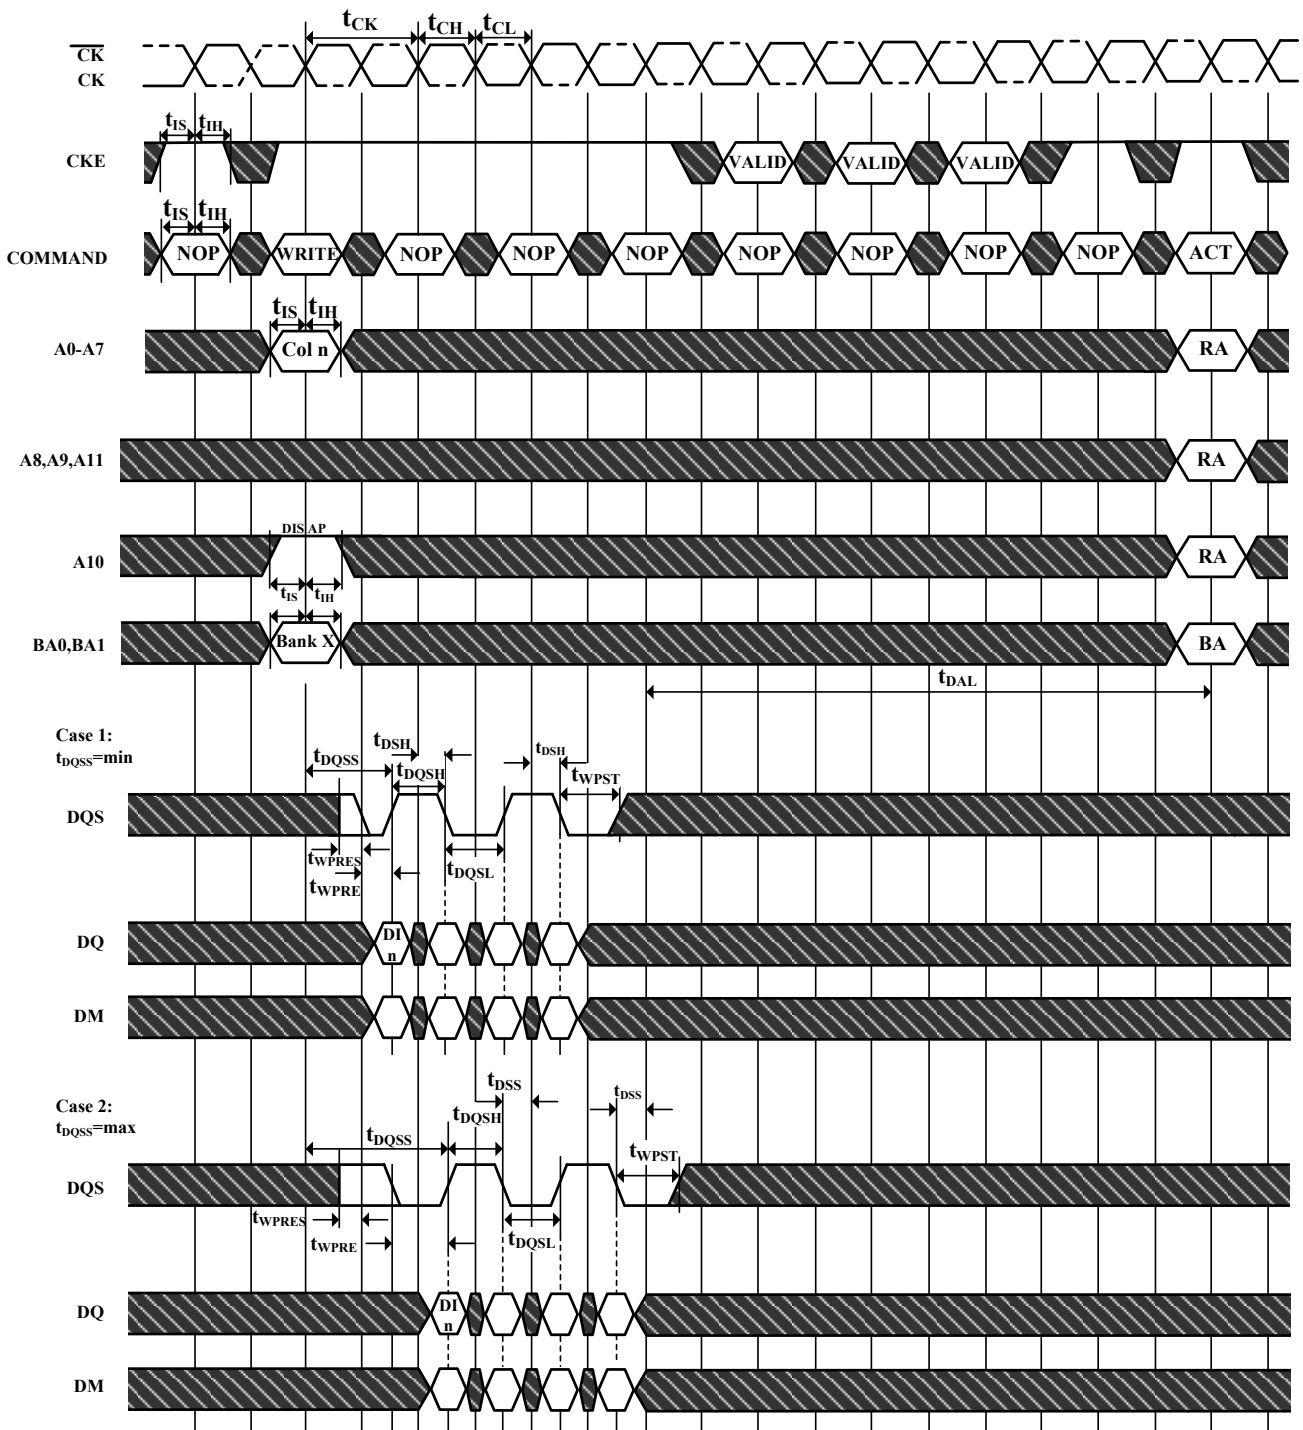 tCK tCH tCL
CK
CK
tIS tIH
CKE VALID VALID VALID
tIS tIH
COMMAND NOP WRITE NOP NOP NOP NOP NOP NOP NOP ACT
tIS tIH
A0-A7 Col n RA
A8,A9,A11 RA
DIS AP
A10 RA
tIS tIH
BA0,BA1 Bank X BA
tDAL
Case 1:
tDQSS=min
tDSH tDSH
tDQSS tDQSH tWPST
DQS
tWPRES tDQSL
tWPRE
DQ DI n
DM
Case 2:
tDQSS=max
tDSS tDSS
tDQSS tDQSH tWPST
DQS
tWPRES tWPRE tDQSL
DQ DI n
DM